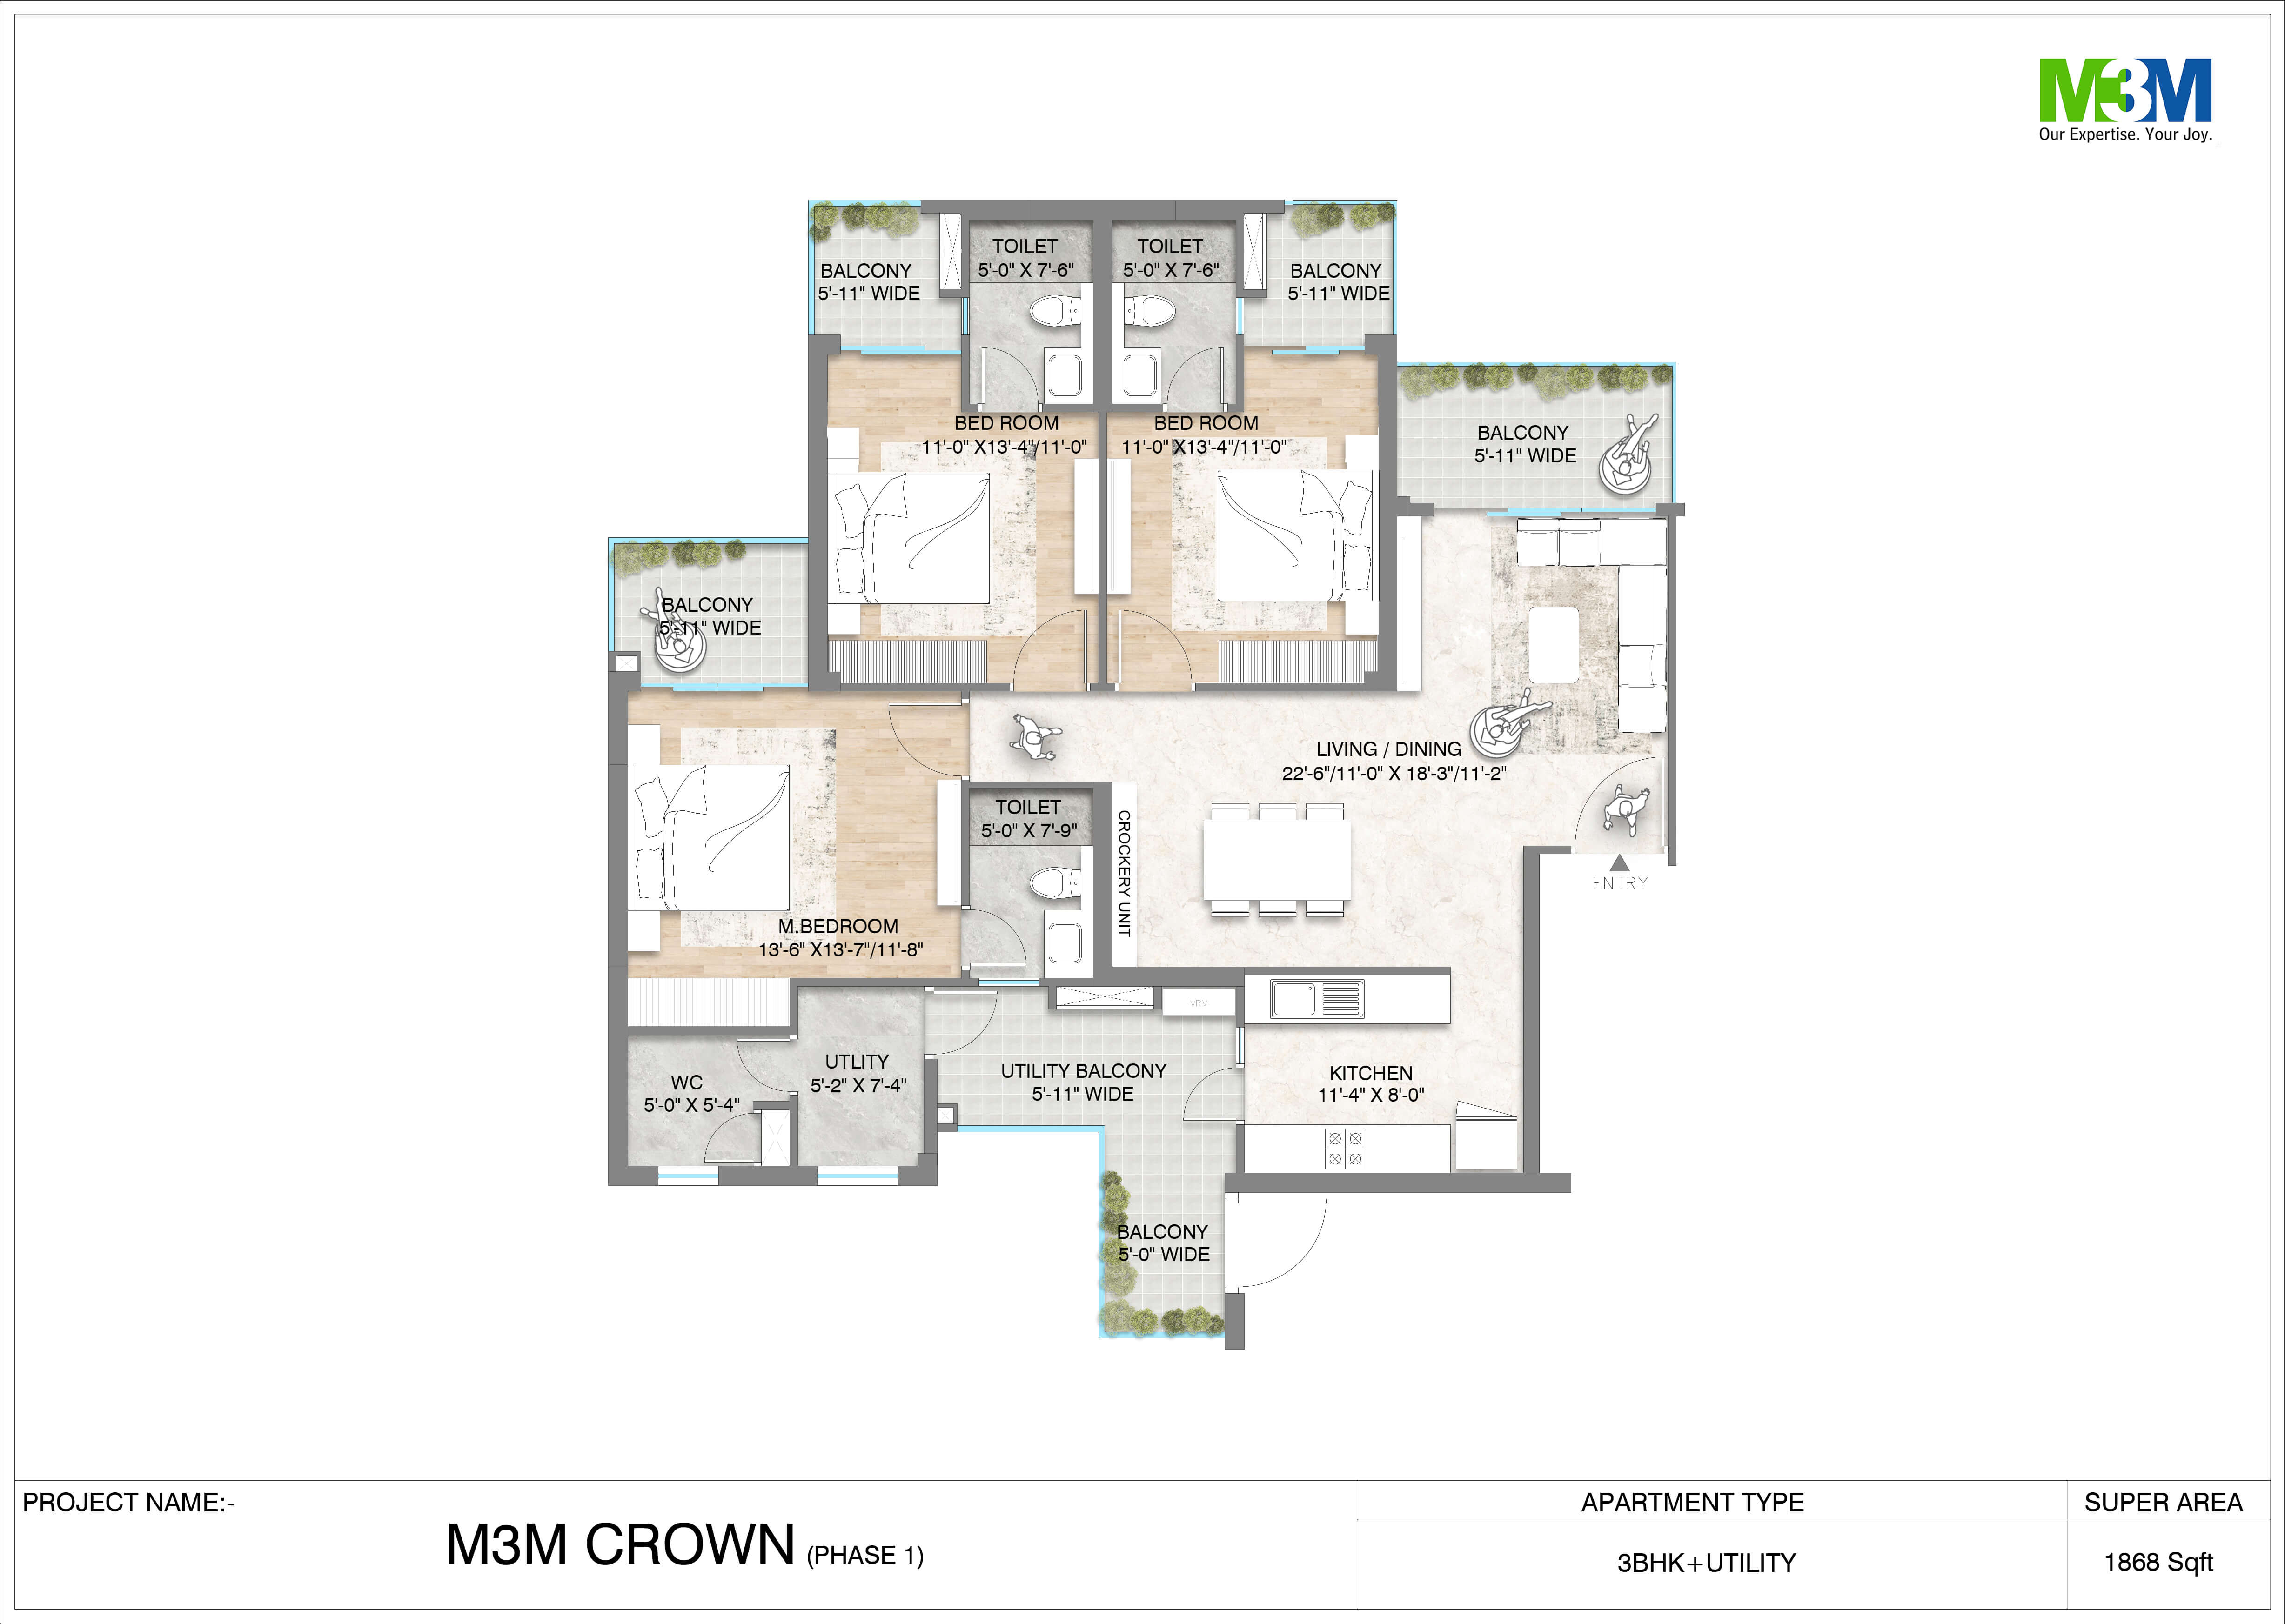 M3M
Our Expertise. Your Joy.
BALCONY
5'-11" WIDE
TOILET
5'-0" X 7'-6"
TOILET
5'-0" X 7'-6"
BALCONY
5'-11" WIDE
BED ROOM
11'-0" X13'-4"/11'-0"
BED ROOM
11'-0" X13'-4"/11'-0"
BALCONY
5'-11" WIDE
BALCONY
5'-11" WIDE
LIVING / DINING
22'-6"/11'-0" X 18'-3"/11'-2"
TOILET
5'-0" X 7'-9"
CROCKERY UNIT
ENTRY
M.BEDROOM
13'-6" X13'-7"/11'-8"
VRV
UTLITY
5'-2" X 7'-4"
WC
5'-0" X 5'-4"
UTILITY BALCONY
5'-11" WIDE
KITCHEN
11'-4" X 8'-0"
BALCONY
5'-0" WIDE
PROJECT NAME:-
M3M CROWN (PHASE 1)
APARTMENT TYPE
3BHK+UTILITY
SUPER AREA
1868 Sqft